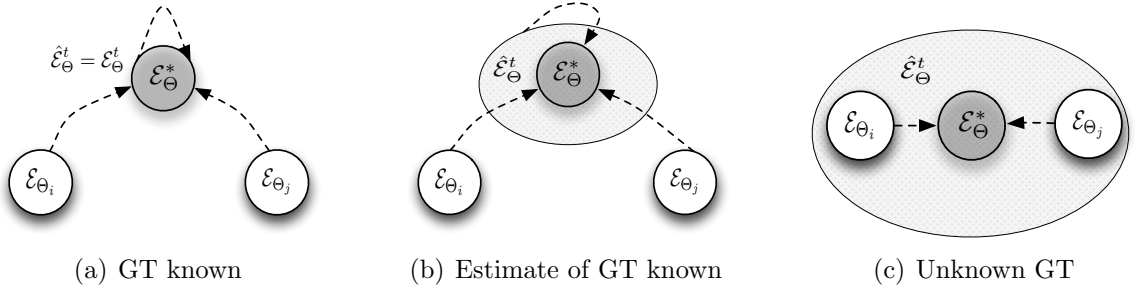 $\hat{\mathcal{E}}_{\Theta}^{t} = \mathcal{E}_{\Theta}^{t}$
$\mathcal{E}_{\Theta}^{*}$
$\mathcal{E}_{\Theta_i}$
$\mathcal{E}_{\Theta_j}$
(a) GT known
$\hat{\mathcal{E}}_{\Theta}^{t}$
$\mathcal{E}_{\Theta}^{*}$
$\mathcal{E}_{\Theta_i}$
$\mathcal{E}_{\Theta_j}$
(b) Estimate of GT known
$\hat{\mathcal{E}}_{\Theta}^{t}$
$\mathcal{E}_{\Theta_i}$
$\mathcal{E}_{\Theta}^{*}$
$\mathcal{E}_{\Theta_j}$
(c) Unknown GT